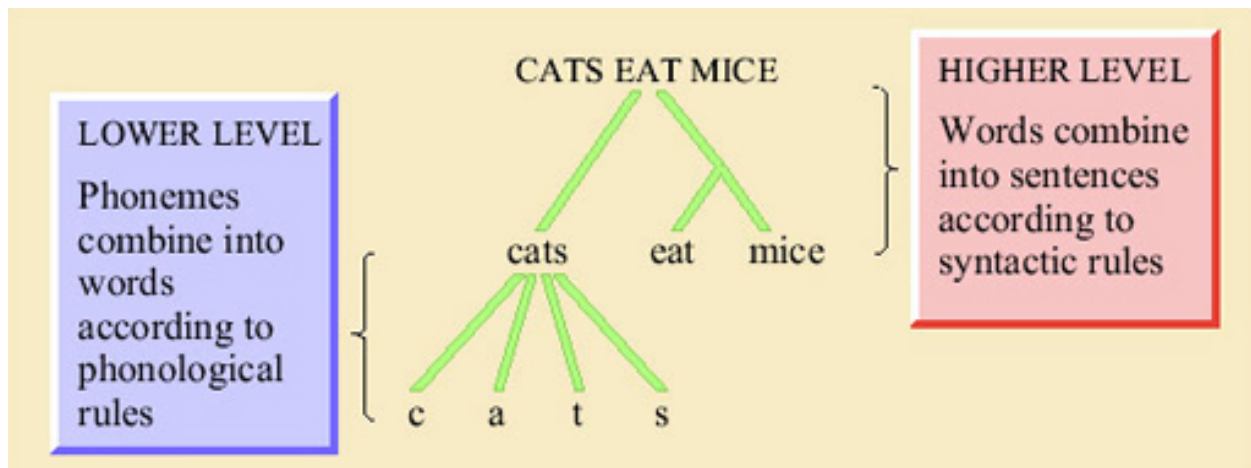 CATS EAT MICE
HIGHER LEVEL
Words combine
into sentences
according to
syntactic rules
LOWER LEVEL
Phonemes
combine into
words
according to
phonological
rules
cats eat mice
c a t s